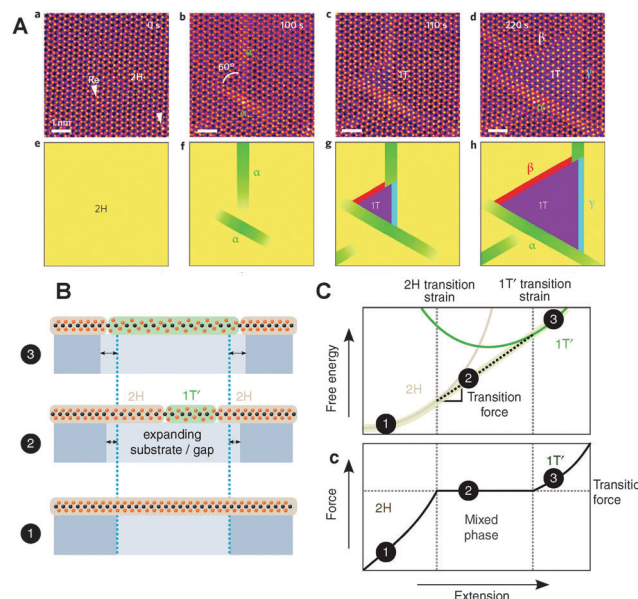 A
a
0 s
Re
2H
1 nm
b
100 s
α
60°
α
c
110 s
1T
d
220 s
β
1T
γ
α
e
2H
f
α
α
g
1T
h
β
1T
γ
α
B
3
2H 1T′ 2H
2
expanding
substrate / gap
1
C
2H transition
strain
1T′ transition
strain
Free energy
2H
1
2
Transition
force
3
1T′
c
Force
2H
1
2
Mixed
phase
1T′
3
Transitio
force
Extension